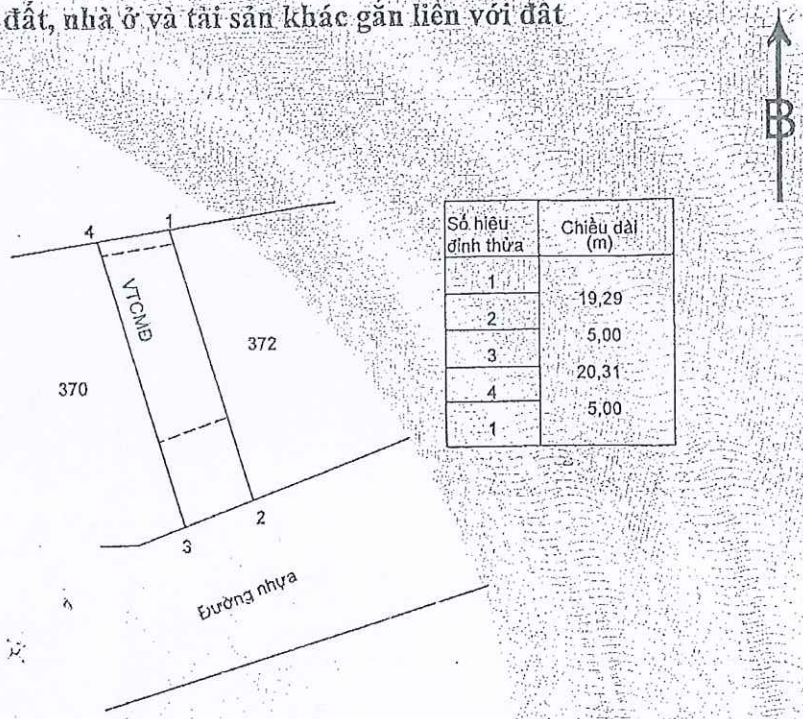 đất, nhà ở và tài sản khác gắn liền với đất
B
4
1
VTCMĐ
372
370
2
3
Đường nhựa
Số hiệu đỉnh thửa
Chiều dài (m)
1
19,29
2
5,00
3
20,31
4
5,00
1